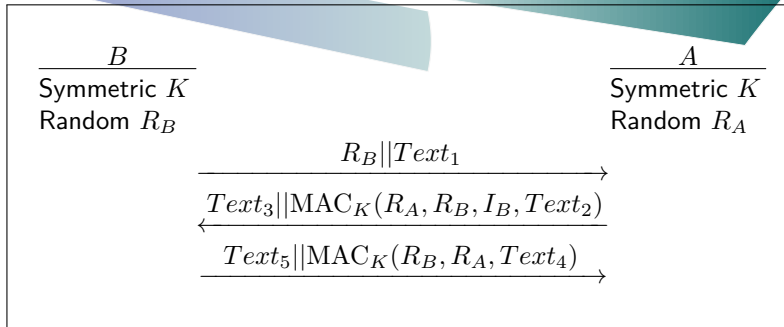 B A
Symmetric K Symmetric K
Random R_B Random R_A
R_B||Text_1
Text_3||MAC_K(R_A, R_B, I_B, Text_2)
Text_5||MAC_K(R_B, R_A, Text_4)